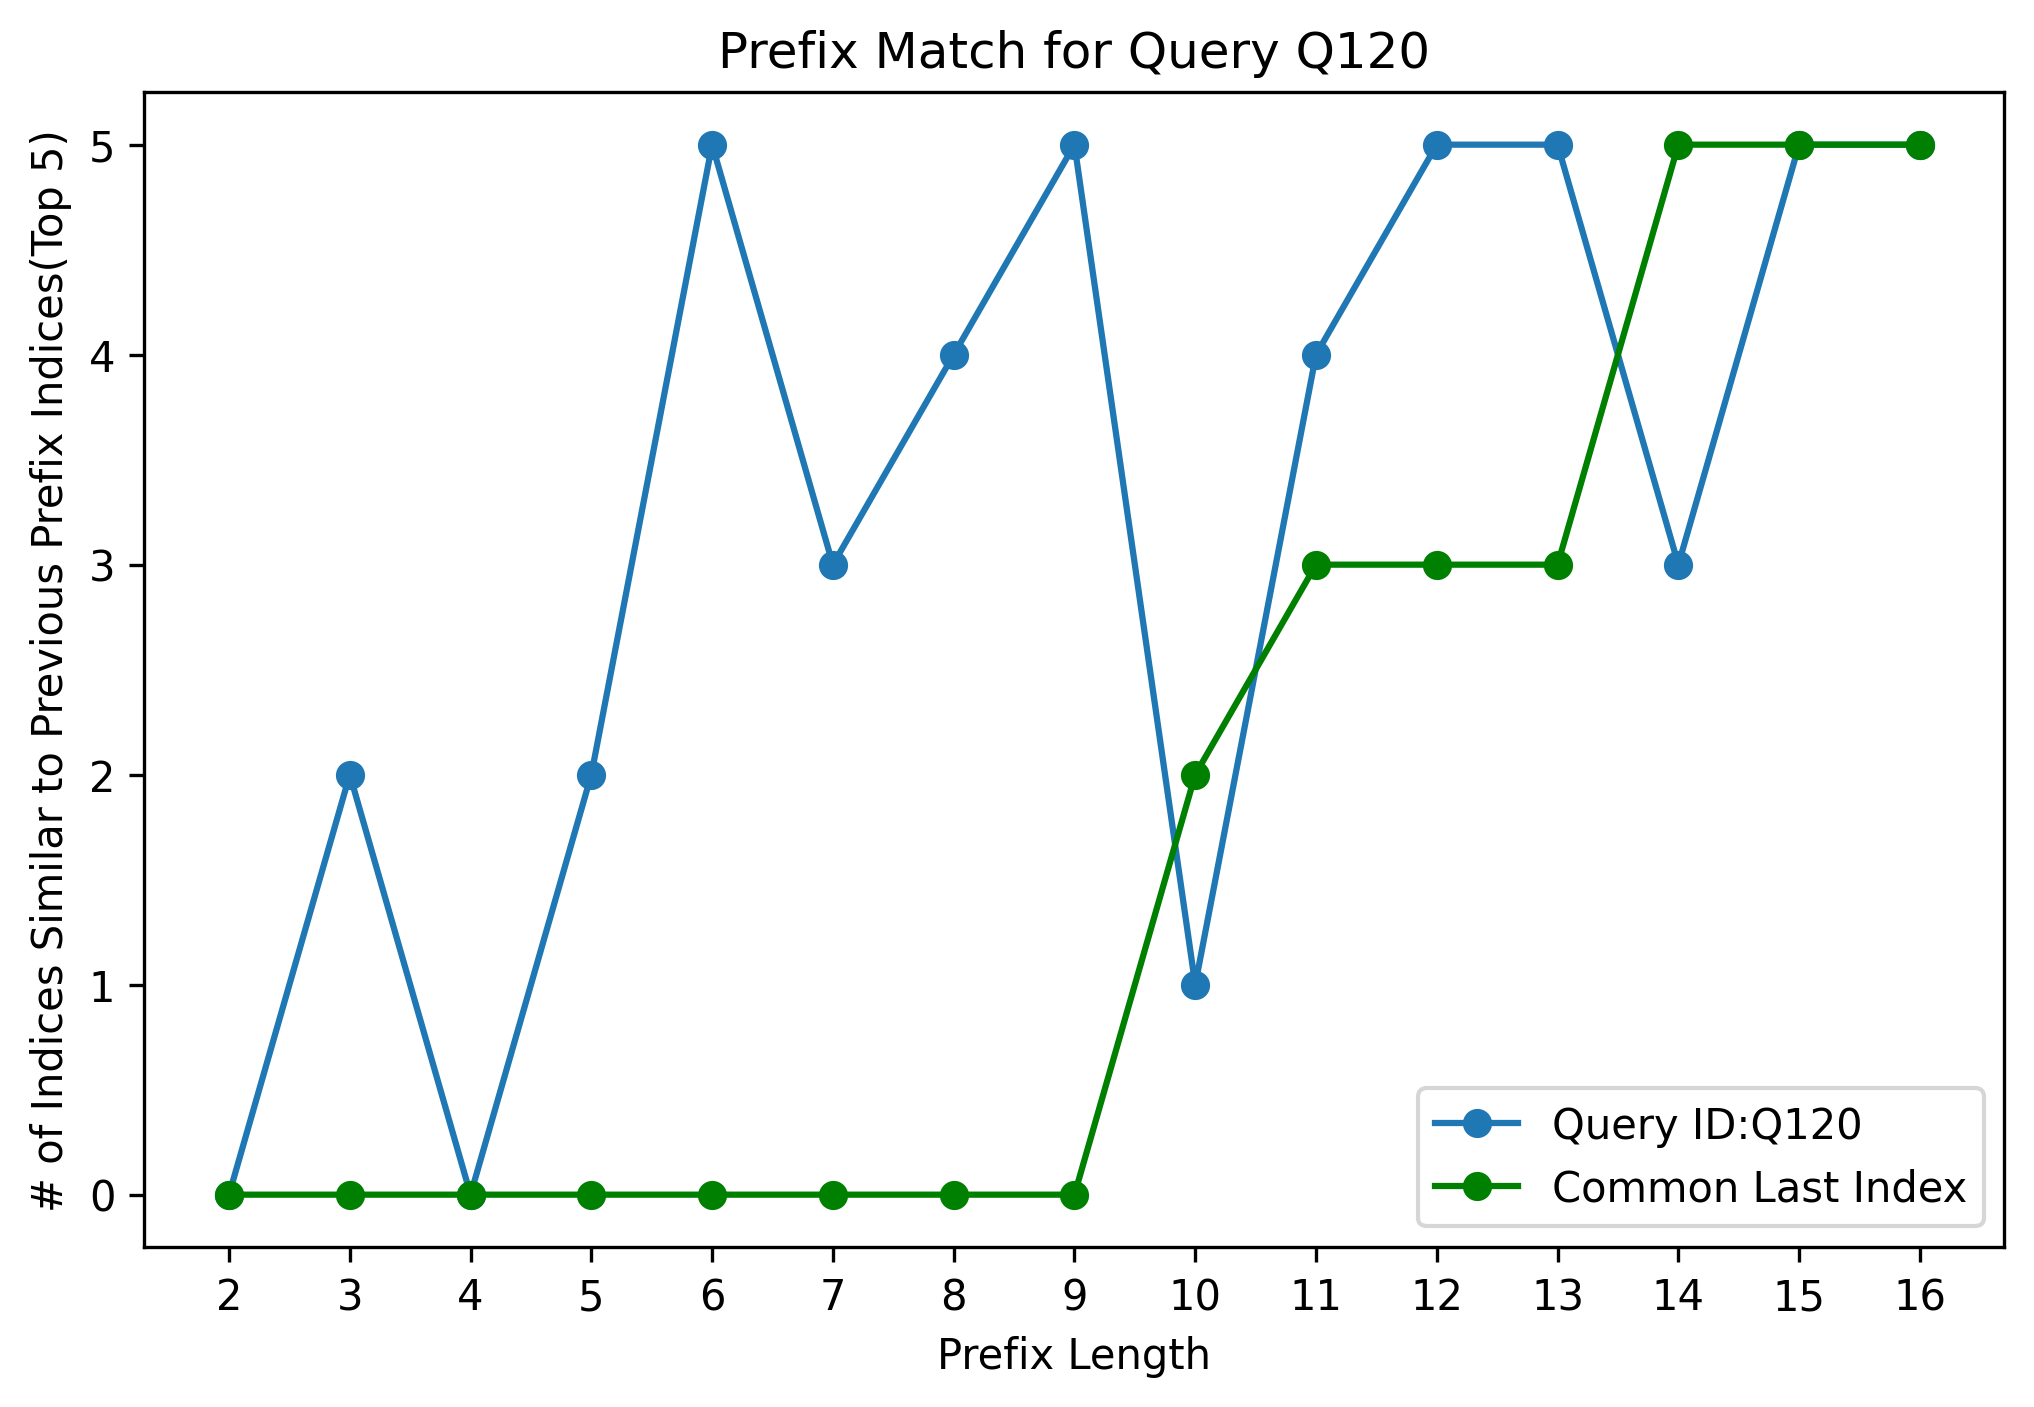 Prefix Match for Query Q120
# of Indices Similar to Previous Prefix Indices(Top 5)
5
4
3
2
1
0
Query ID:Q120
Common Last Index
2 3 4 5 6 7 8 9 10 11 12 13 14 15 16
Prefix Length